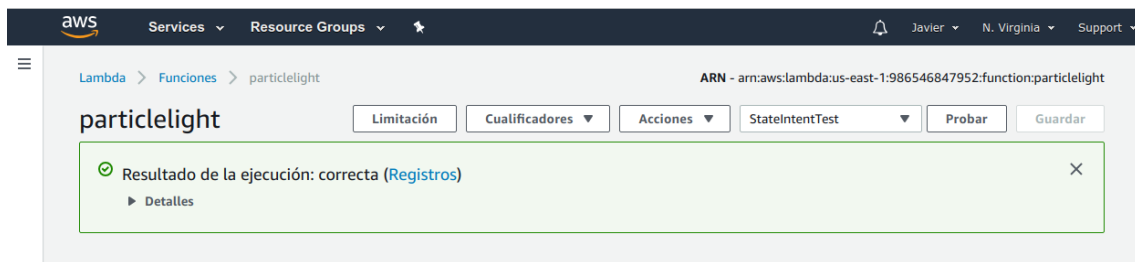 aws Services Resource Groups Javier N. Virginia Support
Lambda Funciones particlelight ARN - arn:aws:lambda:us-east-1:986546847952:function:particlelight
particlelight Limitación Cualificadores Acciones StateIntentTest Probar Guardar
Resultado de la ejecución: correcta (Registros)
Detalles